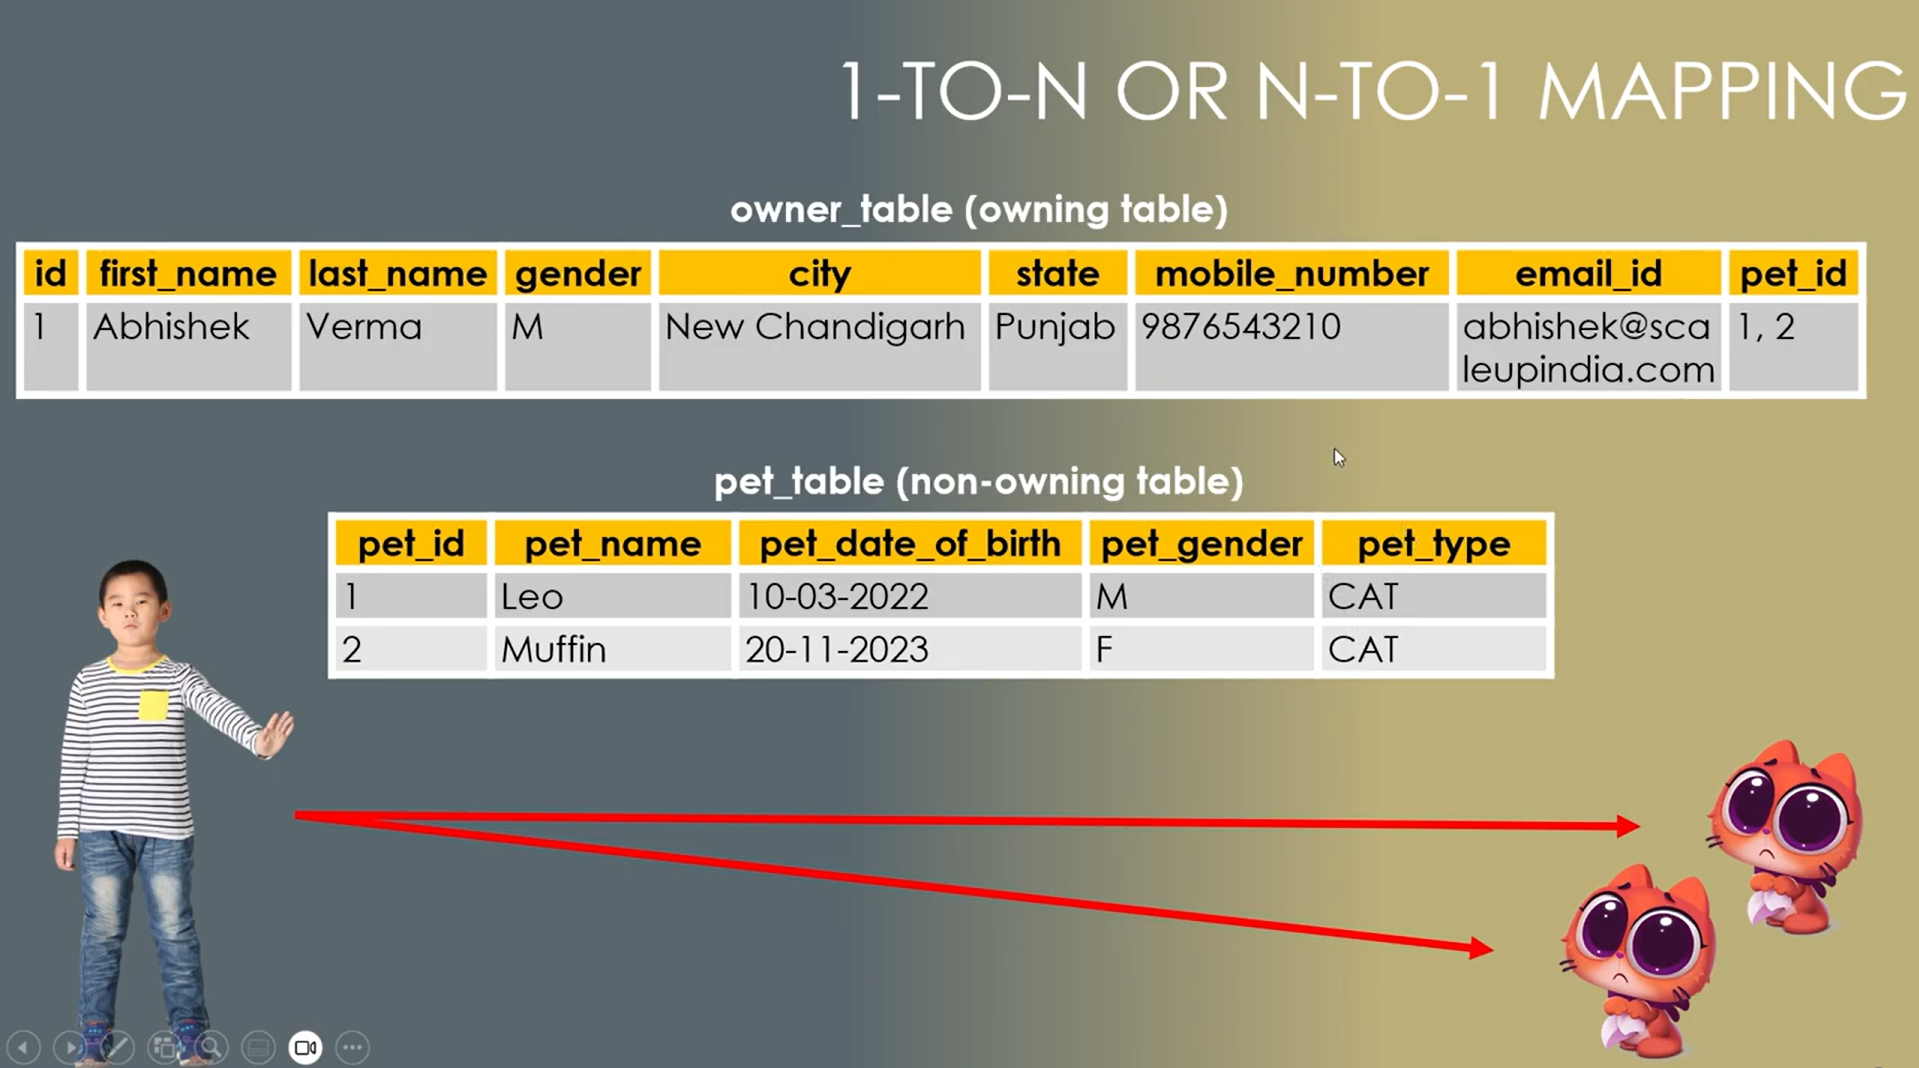 1-TO-N OR N-TO-1 MAPPING
owner_table (owning table)
id first_name last_name gender city state mobile_number email_id pet_id
1 Abhishek Verma M New Chandigarh Punjab 9876543210 abhishek@sca 1, 2
leupindia.com
pet_table (non-owning table)
pet_id pet_name pet_date_of_birth pet_gender pet_type
1 Leo 10-03-2022 M CAT
2 Muffin 20-11-2023 F CAT